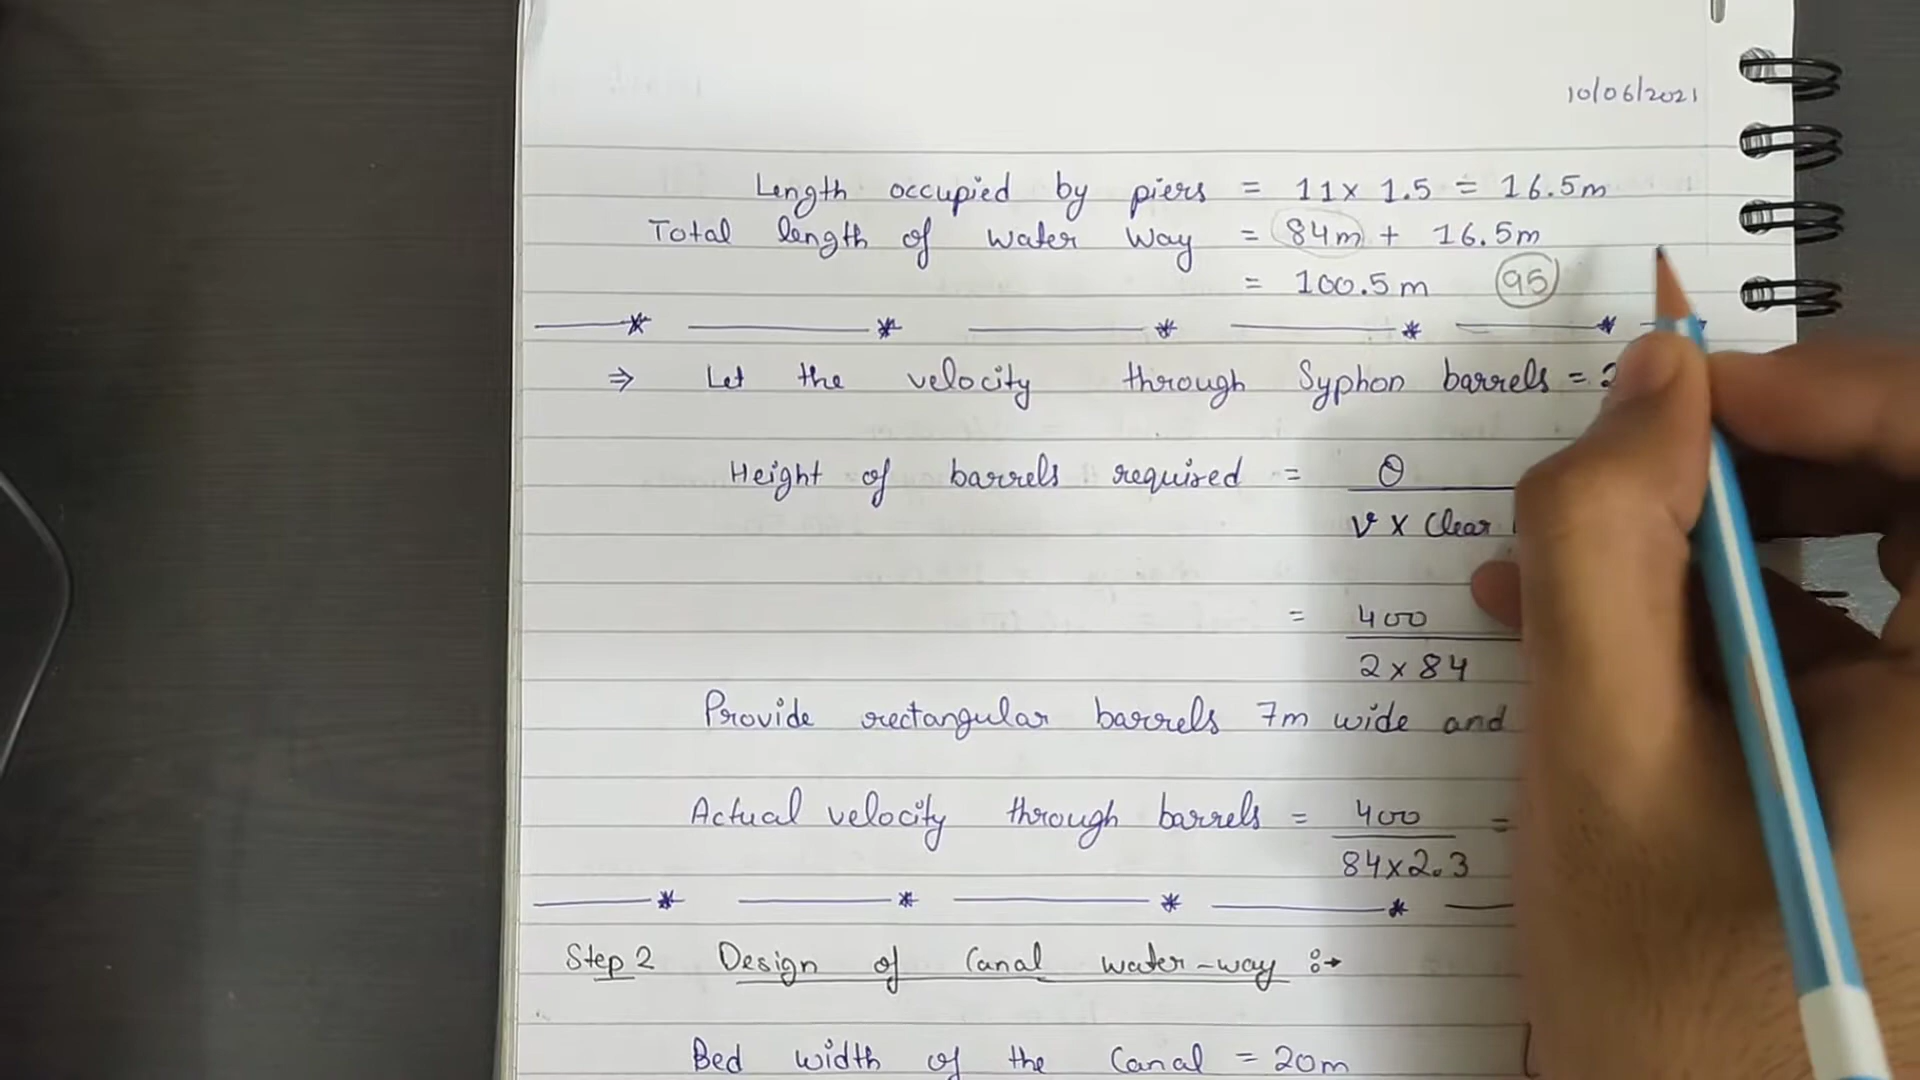 10/06/2021
Length occupied by piers = 11 x 1.5 = 16.5m
Total length of water way = 84m + 16.5m
= 100.5 m 95
⇒ Let the velocity through Syphon barrels = 2
Height of barrels required = Q
V X Clear
= 400
2 x 84
Provide rectangular barrels 7m wide and
Actual velocity through barrels = 400 =
84x2.3
Step 2 Design of Canal water-way :→
Bed width of the Canal = 20m